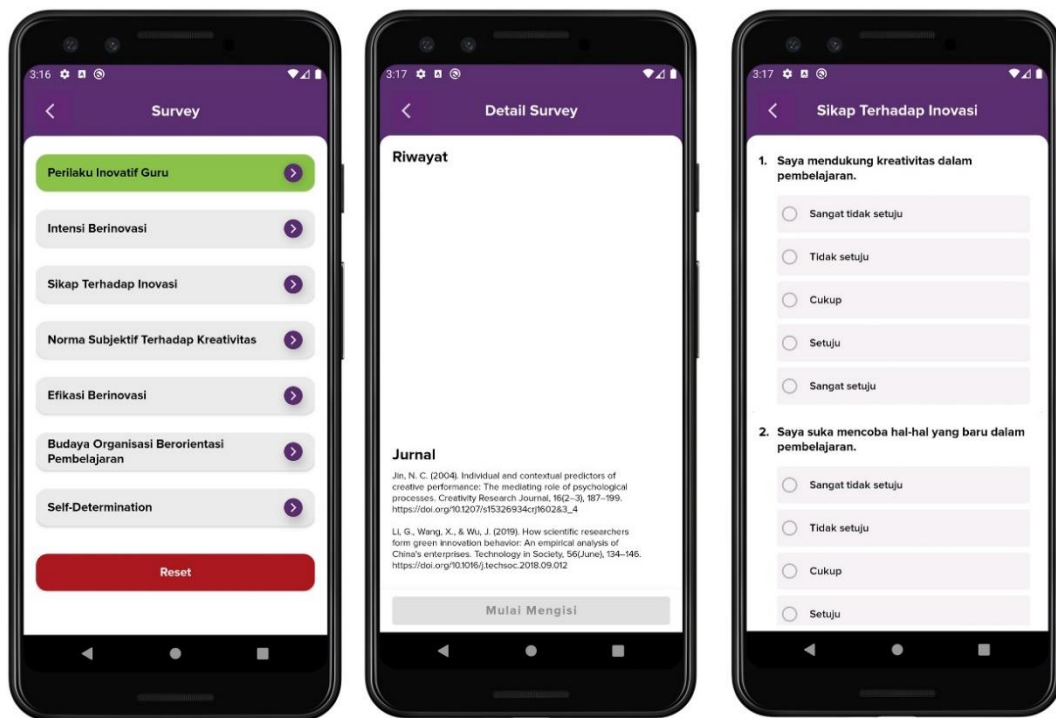 3:16
Survey
Perilaku Inovatif Guru
Intensi Berinovasi
Sikap Terhadap Inovasi
Norma Subjektif Terhadap Kreativitas
Efikasi Berinovasi
Budaya Organisasi Berorientasi
Pembelajaran
Self-Determination
Reset
3:17
Detail Survey
Riwayat
Jurnal
Jin, N. C. (2004). Individual and contextual predictors of
creative performance: The mediating role of psychological
processes. Creativity Research Journal, 16(2–3), 187–199.
https://doi.org/10.1207/s15326934crj1602&3_4
Li, G., Wang, X., & Wu, J. (2019). How scientific researchers
form green innovation behavior: An empirical analysis of
China's enterprises. Technology in Society, 56(June), 134–146.
https://doi.org/10.1016/j.techsoc.2018.09.012
Mulai Mengisi
3:17
Sikap Terhadap Inovasi
1. Saya mendukung kreativitas dalam
pembelajaran.
Sangat tidak setuju
Tidak setuju
Cukup
Setuju
Sangat setuju
2. Saya suka mencoba hal-hal yang baru dalam
pembelajaran.
Sangat tidak setuju
Tidak setuju
Cukup
Setuju